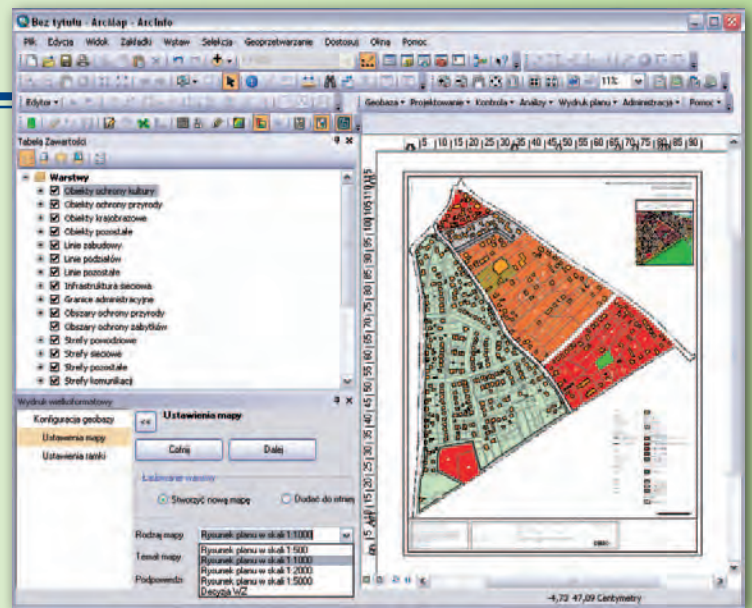 Bez tytułu - ArcMap - ArcInfo
Plik Edycja Widok Zakładki Wstaw Selekcja Geoprzetwarzanie Dostosuj Okna Pomoc
11%
Edytor
Geobaza Projektowanie Kontrola Analizy Wydruk planu Administracja Pomoc
Tabela Zawartości
Warstwy
Obiekty ochrony kultury
Obiekty ochrony przyrody
Obiekty krajobrazowe
Obiekty pozostałe
Linie zabudowy
Linie podziałów
Linie pozostałe
Infrastruktura sieciowa
Granice administracyjne
Obszary ochrony przyrody
Obszary ochrony zabytków
Strefy powodziowe
Strefy sieciowe
Strefy pozostałe
Strefy komunikacji
Wydruk wielkoformatowy
Konfiguracja geobazy
Ustawienia mapy
Ustawienia ramki
<< Ustawienia mapy
Cofnij Dalej
Stworzyć nową mapę Dodać do istniej
Rodzaj mapy Rysunek planu w skali 1:1000
Temat mapy
Podpowiedzi
Rysunek planu w skali 1:500
Rysunek planu w skali 1:1000
Rysunek planu w skali 1:2000
Rysunek planu w skali 1:5000
Decyzja WZ
-4,73 47,09 Centymetry